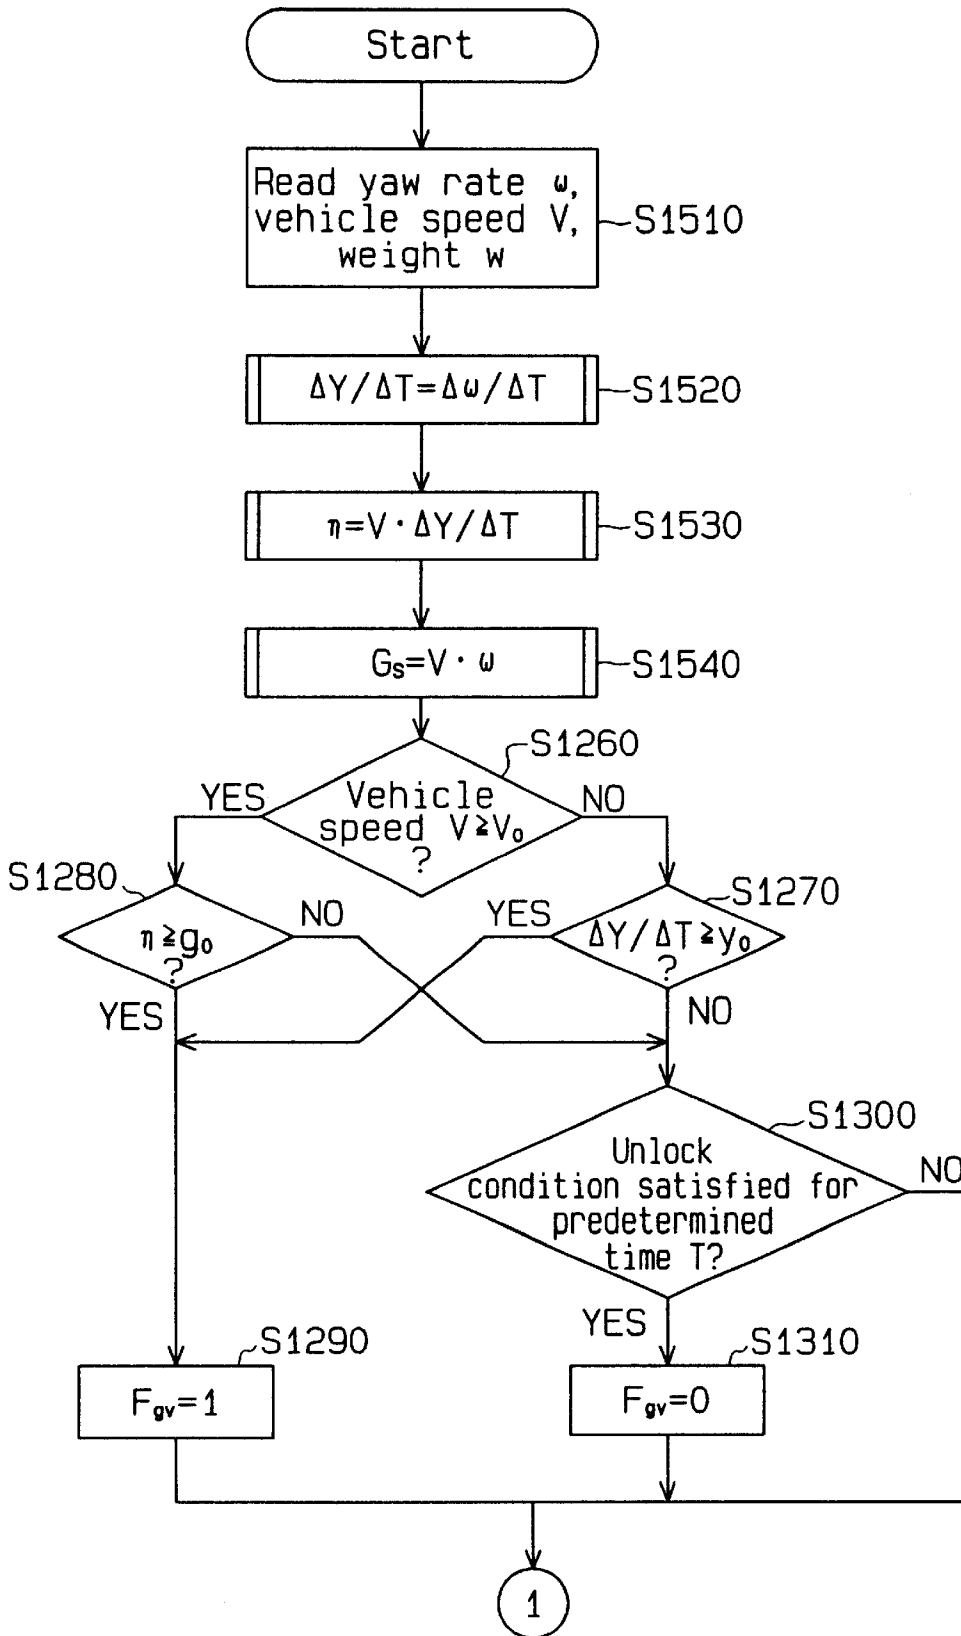 Start
Read yaw rate ω,
vehicle speed V,
weight w
S1510
ΔY/ΔT=Δω/ΔT
S1520
η=V·ΔY/ΔT
S1530
Gs=V·ω
S1540
S1260
YES
Vehicle
speed V≧V₀
?
NO
S1280
η≧g₀
?
NO
YES
S1270
YES
ΔY/ΔT≧y₀
?
NO
S1300
Unlock
condition satisfied for
predetermined
time T?
NO
YES
S1290
Fgv=1
S1310
Fgv=0
1